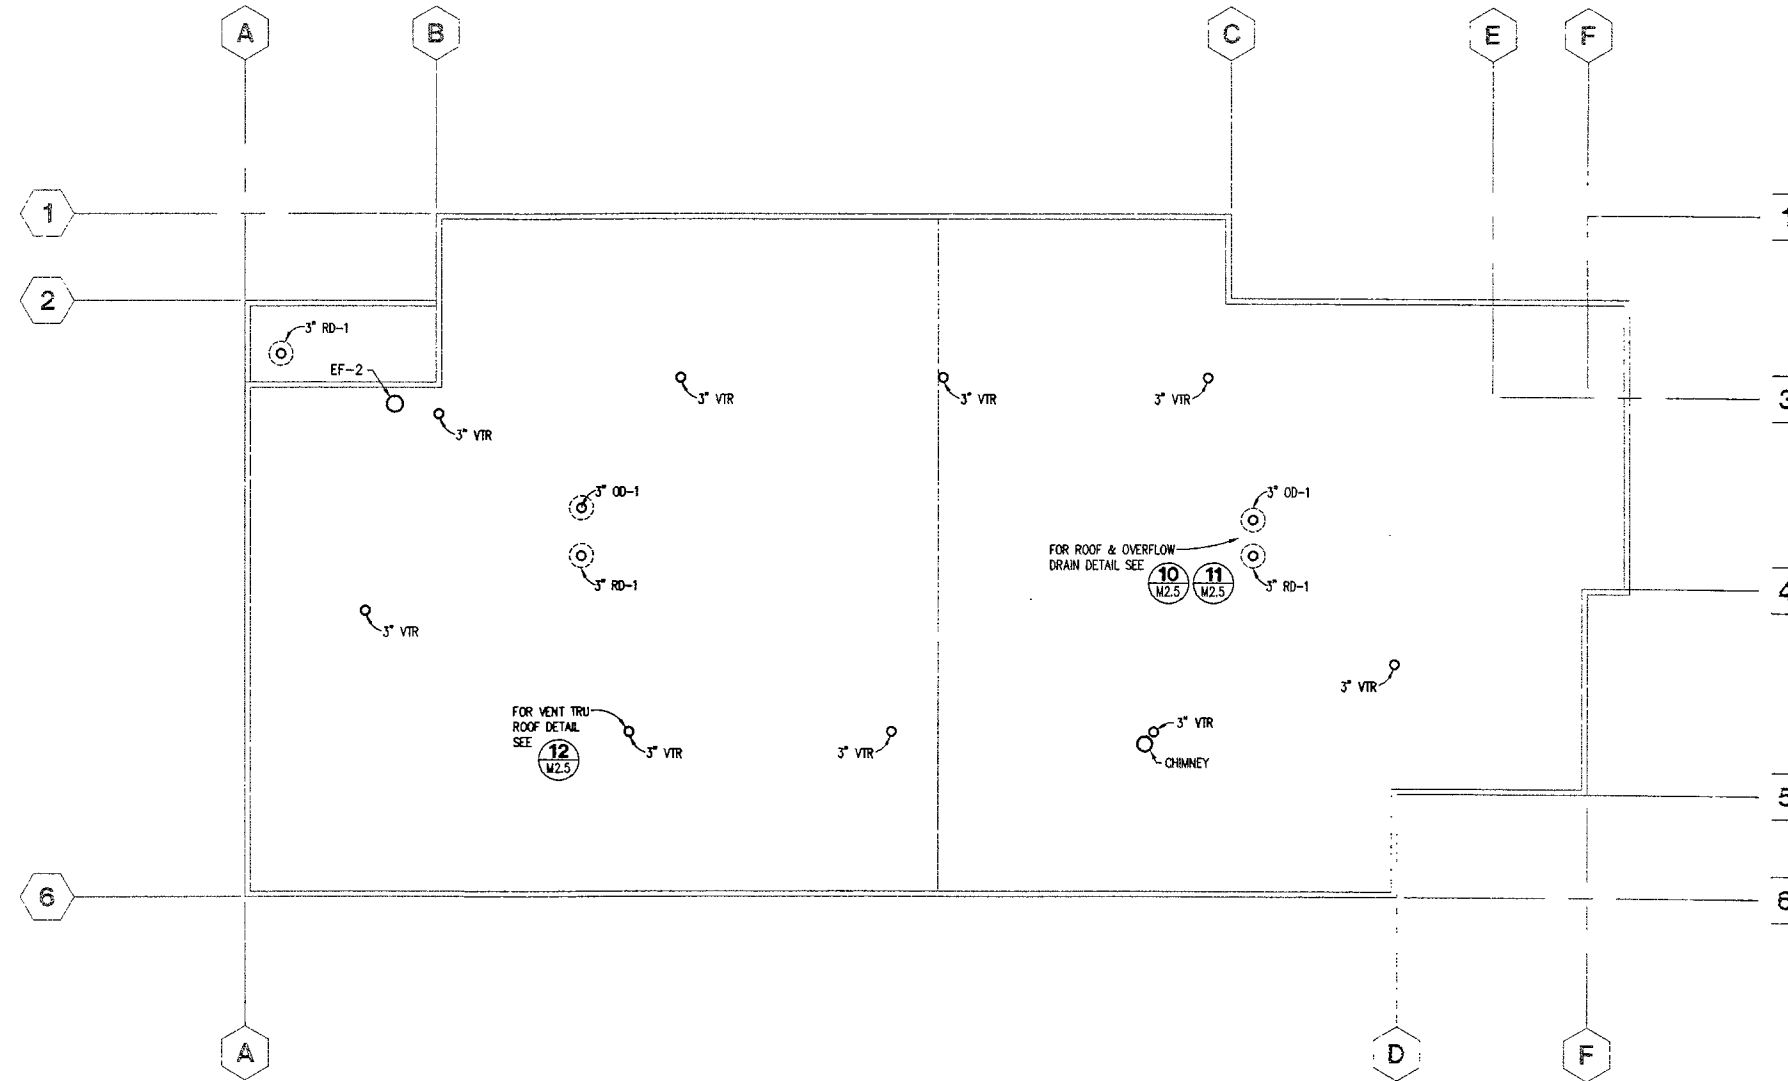 A
B
C
E
F
1
1
2
3" RD-1
EF-2
3" VTR
3" VTR
3" VTR
3" VTR
3
3" OD-1
3" OD-1
FOR ROOF & OVERFLOW
DRAIN DETAIL SEE
10
M2.5
11
M2.5
3" RD-1
3" RD-1
4
3" VTR
3" VTR
FOR VENT TRU
ROOF DETAIL
SEE
12
M2.5
3" VTR
3" VTR
3" VTR
CHIMNEY
5
6
6
A
D
F